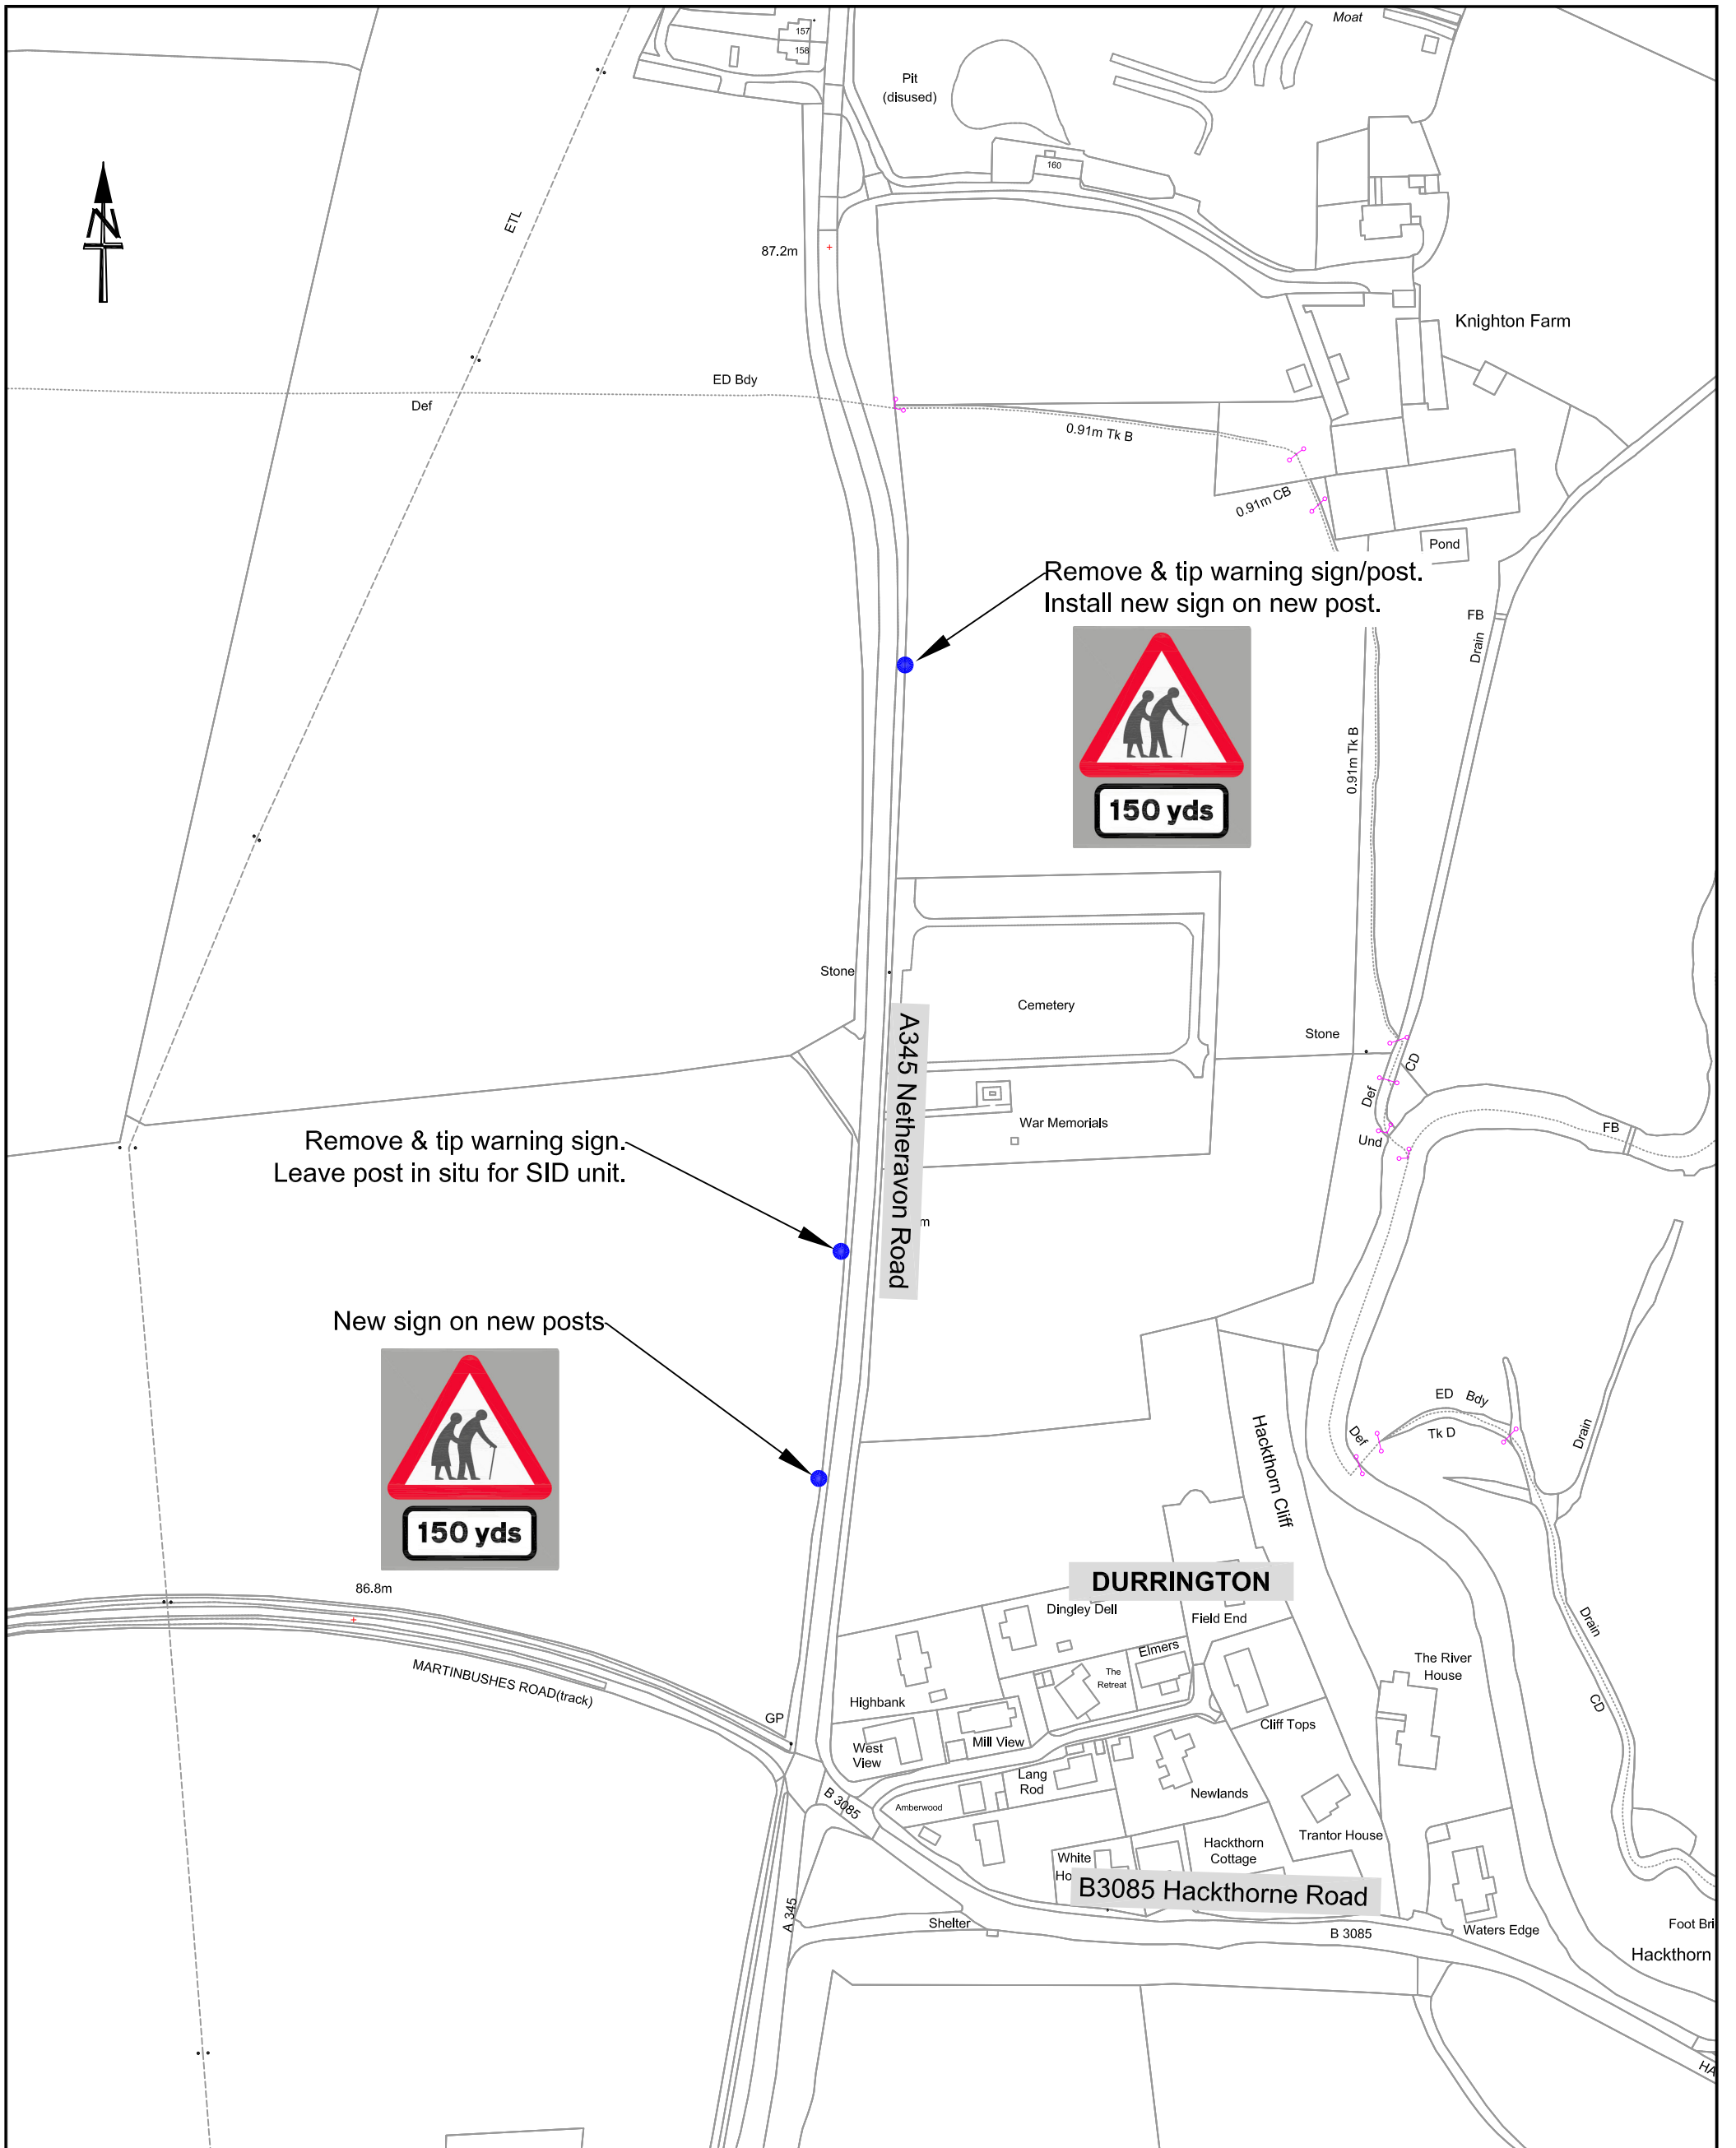 Moat
157
158
Pit
(disused)
160
N
ETL
87.2m
Knighton Farm
ED Bdy
Def
0.91m Tk B
0.91m CB
Pond
Remove & tip warning sign/post.
Install new sign on new post.
FB
Drain
150 yds
0.91m Tk B
Stone
Cemetery
A345 Netheravon Road
Stone
CD
Def
War Memorials
Und
FB
Remove & tip warning sign.
Leave post in situ for SID unit.
m
New sign on new posts
150 yds
ED Bdy
Tk D
Def
Drain
Hackthorn Cliff
DURRINGTON
86.8m
Dingley Dell
Field End
Drain
Elmers
The
Retreat
The River
House
MARTINBUSHES ROAD(track)
Highbank
CD
GP
Cliff Tops
West
View
Mill View
Lang
Rod
Newlands
B 3085
Amberwood
Trantor House
Hackthorn
Cottage
White
Ho
B3085 Hackthorne Road
A 345
Shelter
B 3085
Waters Edge
Foot Bri
Hackthorn
HA